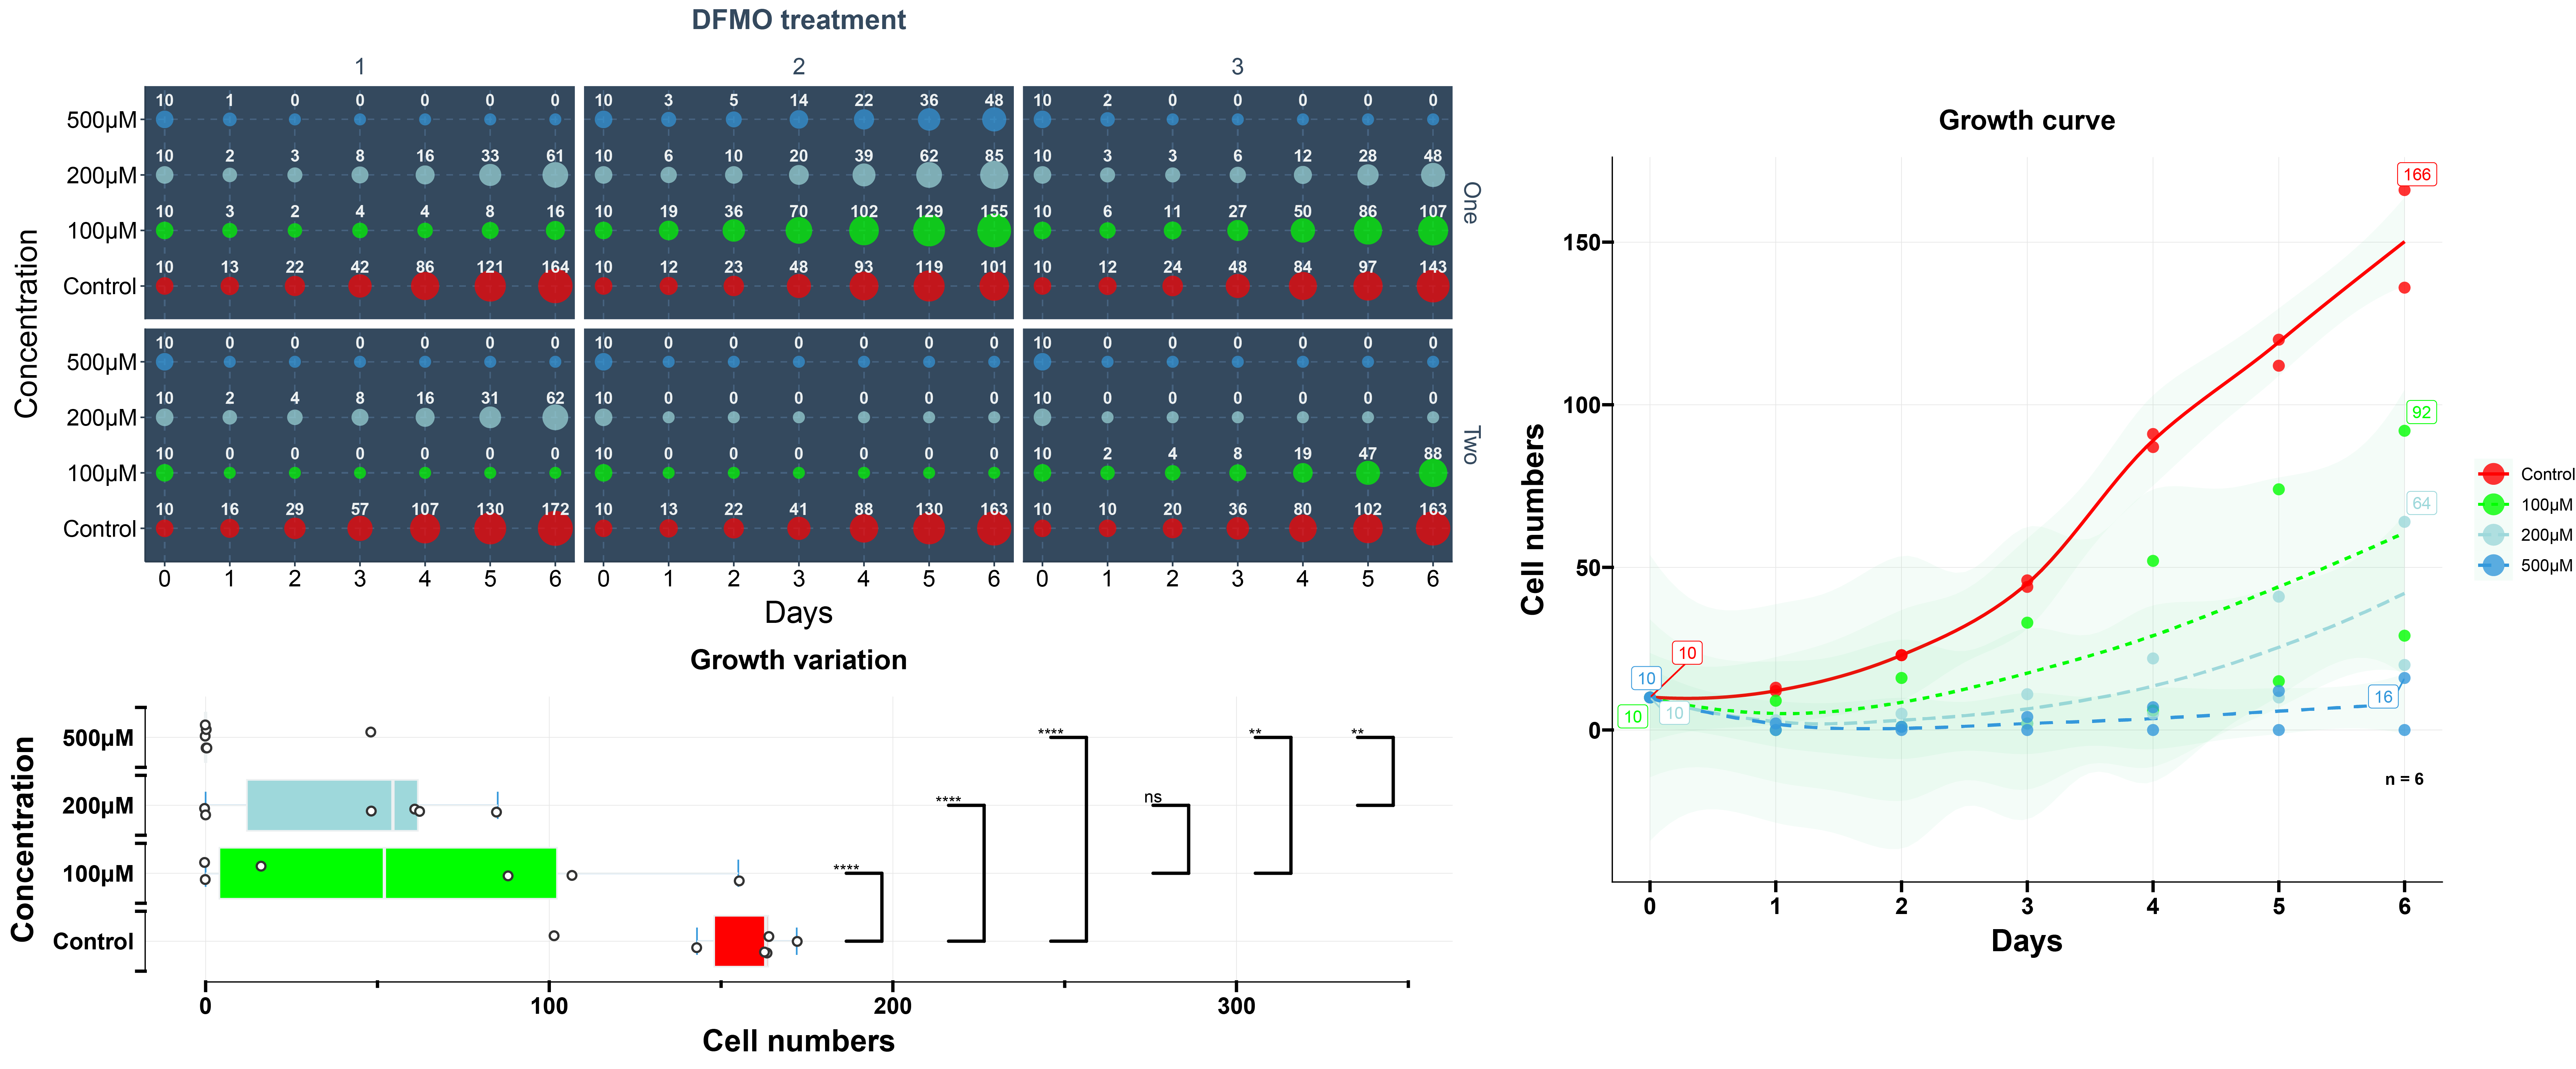 DFMO treatment
1 2 3
10 1 0 0 0 0 0 10 3 5 14 22 36 48 10 2 0 0 0 0 0
500µM
10 2 3 8 16 33 61 10 6 10 20 39 62 85 10 3 3 6 12 28 48
200µM
10 3 2 4 4 8 16 10 19 36 70 102 129 155 10 6 11 27 50 86 107
100µM
10 13 22 42 86 121 164 10 12 23 48 93 119 101 10 12 24 48 84 97 143
Control
One
10 0 0 0 0 0 0 10 0 0 0 0 0 0 10 0 0 0 0 0 0
500µM
10 2 4 8 16 31 62 10 0 0 0 0 0 0 10 0 0 0 0 0 0
200µM
10 0 0 0 0 0 0 10 0 0 0 0 0 0 10 2 4 8 19 47 88
100µM
10 16 29 57 107 130 172 10 13 22 41 88 130 163 10 10 20 36 80 102 163
Control
Two
0 1 2 3 4 5 6 0 1 2 3 4 5 6 0 1 2 3 4 5 6
Days
Concentration
Growth variation
500µM
**** ** **
200µM
**** ns
100µM
****
Control
0 100 200 300
Cell numbers
Concentration
Growth curve
166
150
100
92
64
50
10
10
16
10
10
0
n = 6
0 1 2 3 4 5 6
Days
Cell numbers
Control
100µM
200µM
500µM